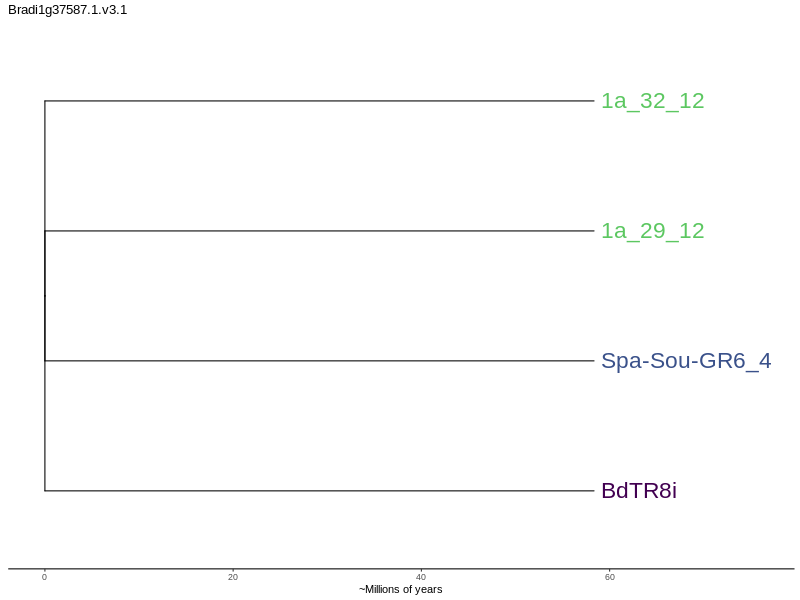 Bradi1g37587.1.v3.1
1a_32_12
1a_29_12
Spa-Sou-GR6_4
BdTR8i
0 20 40 60
~Millions of years